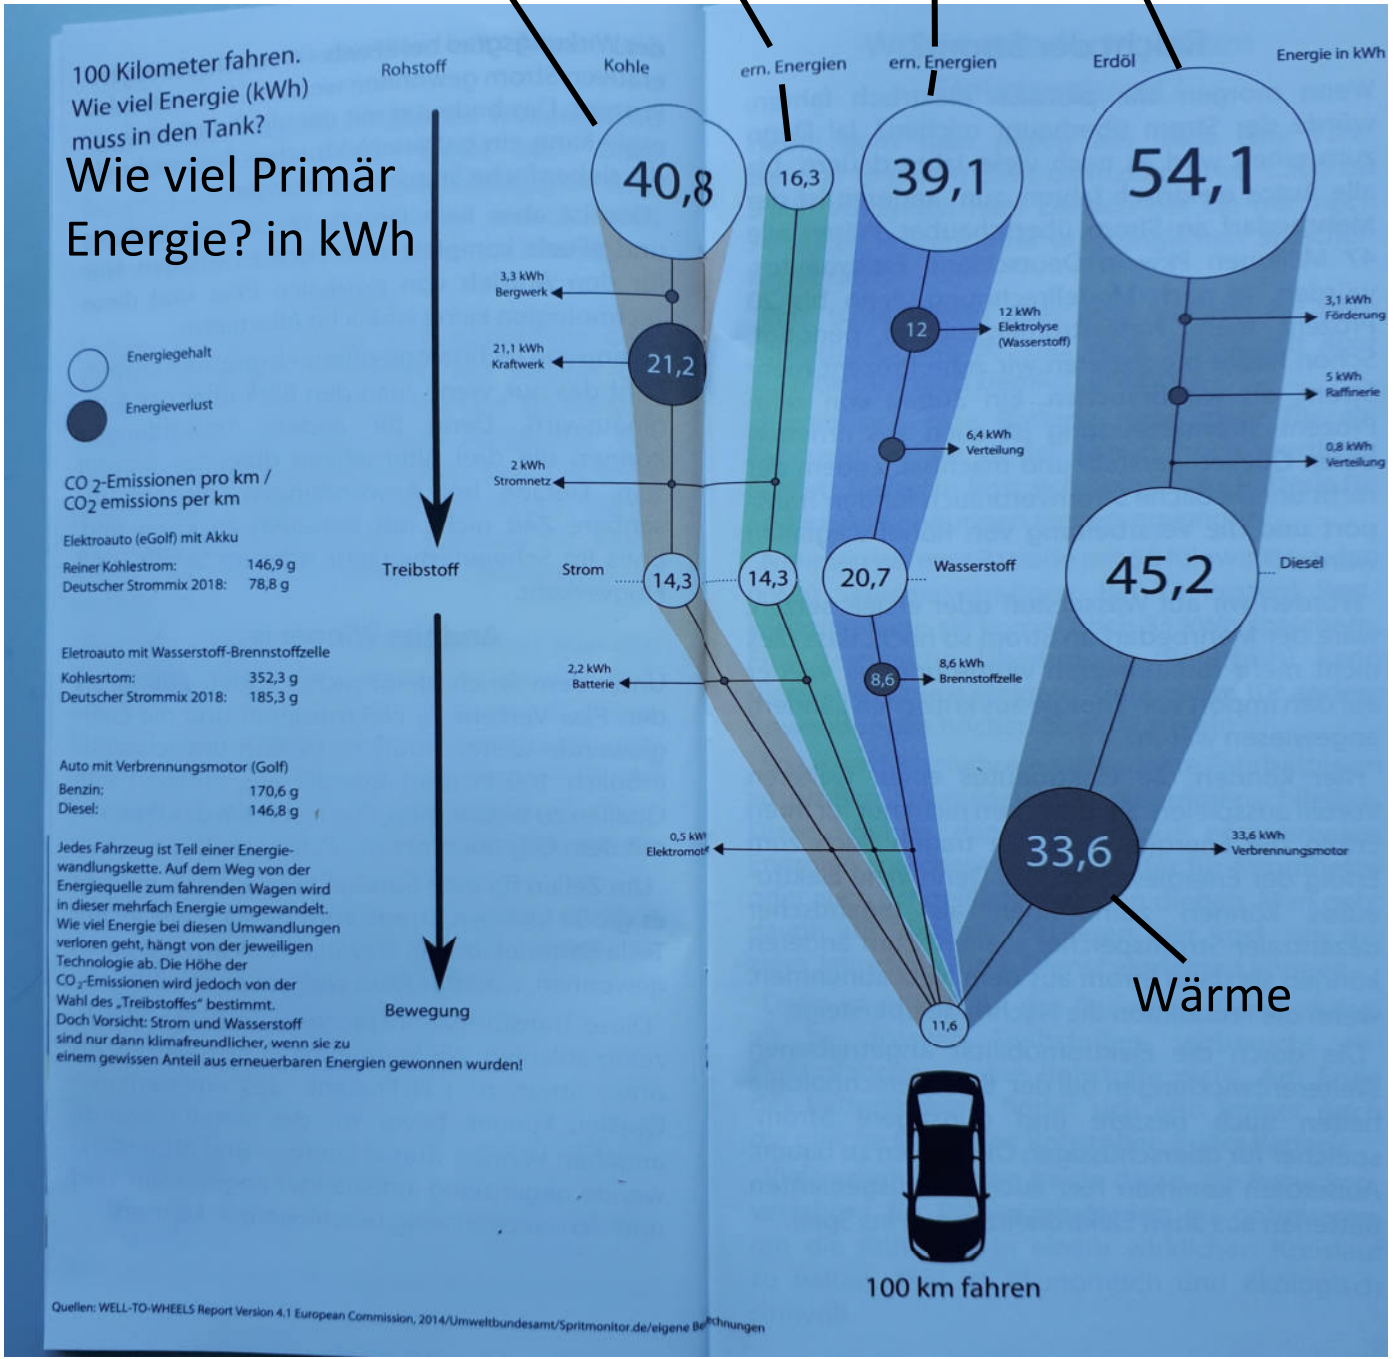 100 Kilometer fahren.
Wie viel Energie (kWh)
muss in den Tank?
Wie viel Primär
Energie? in kWh
Rohstoff
Kohle
ern. Energien
ern. Energien
Erdöl
Energie in kWh
40,8
16,3
39,1
54,1
3,3 kWh
Bergwerk
12
12 kWh
Elektrolyse
(Wasserstoff)
3,1 kWh
Förderung
Energiegehalt
21,1 kWh
Kraftwerk
21,2
5 kWh
Raffinerie
Energieverlust
6,4 kWh
Verteilung
0,8 kWh
Verteilung
2 kWh
Stromnetz
CO2-Emissionen pro km /
CO2 emissions per km
Elektroauto (eGolf) mit Akku
Reiner Kohlestrom: 146,9 g
Deutscher Strommix 2018: 78,8 g
Treibstoff
Strom
14,3
14,3
20,7
Wasserstoff
45,2
Diesel
Eletroauto mit Wasserstoff-Brennstoffzelle
Kohlesrtom: 352,3 g
Deutscher Strommix 2018: 185,3 g
2,2 kWh
Batterie
8,6
8,6 kWh
Brennstoffzelle
Auto mit Verbrennungsmotor (Golf)
Benzin: 170,6 g
Diesel: 146,8 g
0,5 kW
Elektromot
33,6
33,6 kWh
Verbrennungsmotor
Jedes Fahrzeug ist Teil einer Energie-
wandlungskette. Auf dem Weg von der
Energiequelle zum fahrenden Wagen wird
in dieser mehrfach Energie umgewandelt.
Wie viel Energie bei diesen Umwandlungen
verloren geht, hängt von der jeweiligen
Technologie ab. Die Höhe der
CO2-Emissionen wird jedoch von der
Wahl des „Treibstoffes" bestimmt.
Doch Vorsicht: Strom und Wasserstoff
sind nur dann klimafreundlicher, wenn sie zu
einem gewissen Anteil aus erneuerbaren Energien gewonnen wurden!
Wärme
Bewegung
11,6
100 km fahren
Quellen: WELL-TO-WHEELS Report Version 4.1 European Commission, 2014/Umweltbundesamt/Spritmonitor.de/eigene Berechnungen